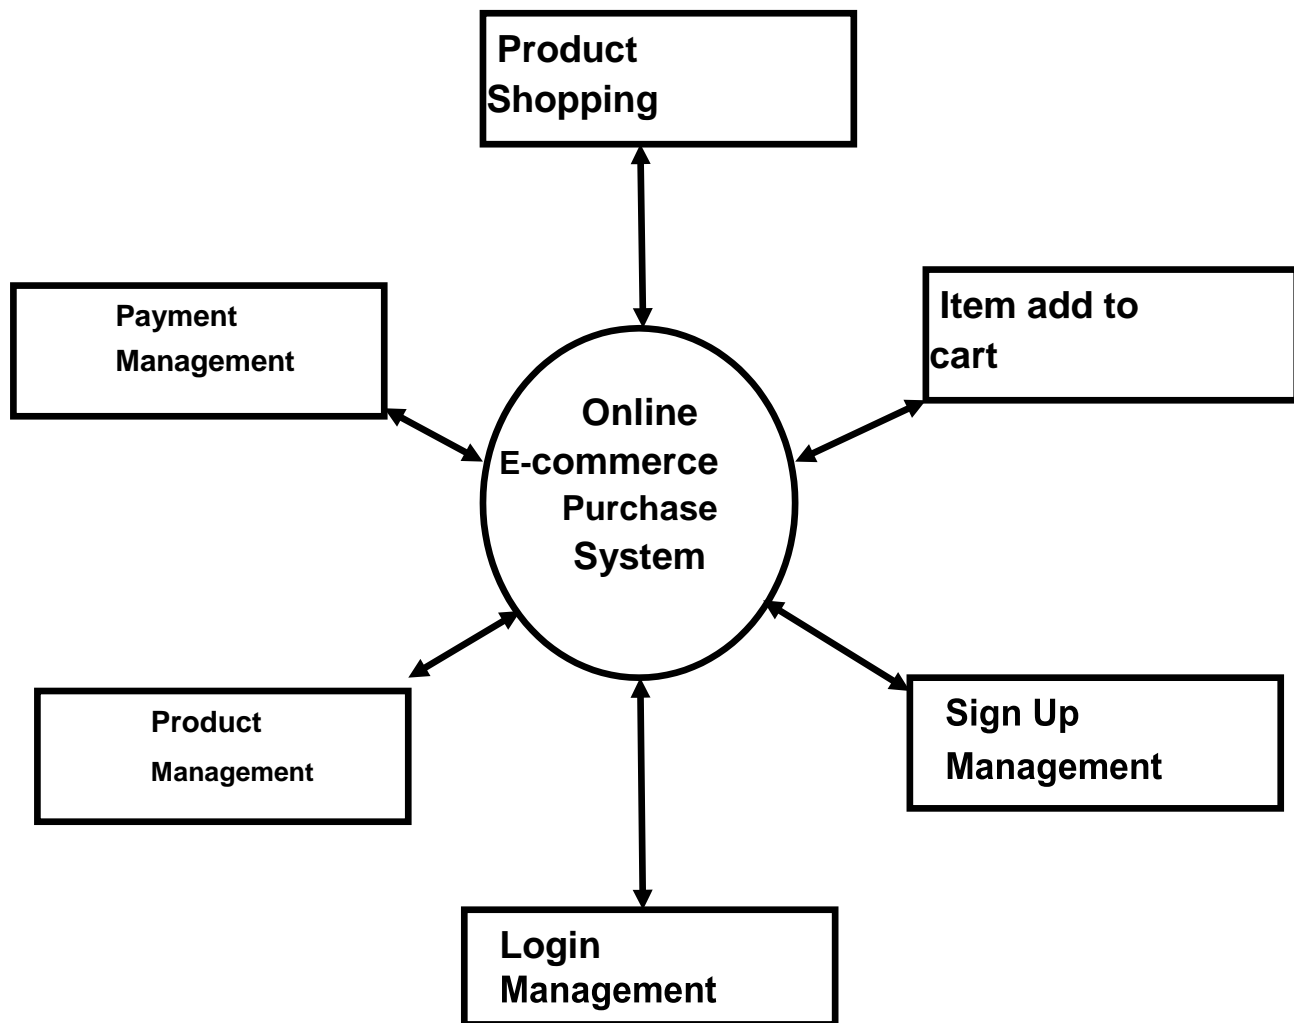 Product
Shopping
Payment
Management
Item add to
cart
Online
E-commerce
Purchase
System
Product
Management
Sign Up
Management
Login
Management